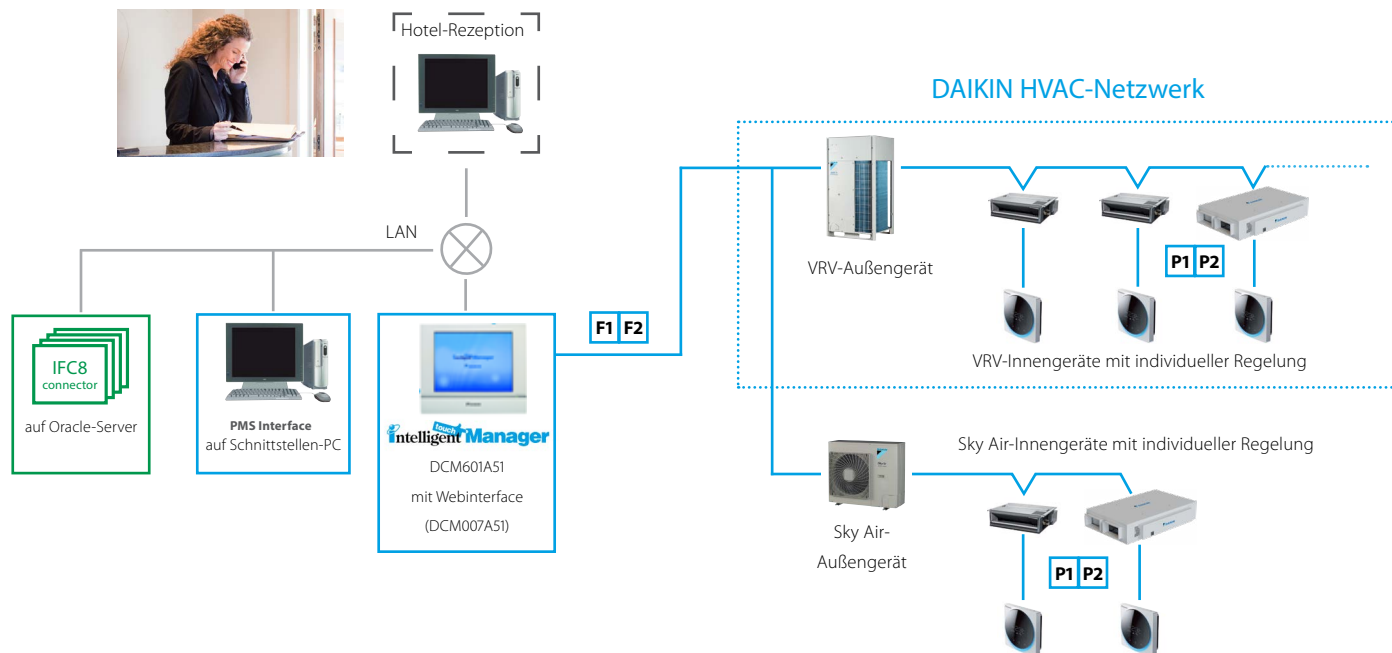 Hotel-Rezeption
DAIKIN HVAC-Netzwerk
LAN
VRV-Außengerät
P1 P2
F1 F2
VRV-Innengeräte mit individueller Regelung
IFC8
connector
auf Oracle-Server
PMS Interface
auf Schnittstellen-PC
intelligent touch Manager
DCM601A51
mit Webinterface
(DCM007A51)
Sky Air-Innengeräte mit individueller Regelung
Sky Air-
Außengerät
P1 P2